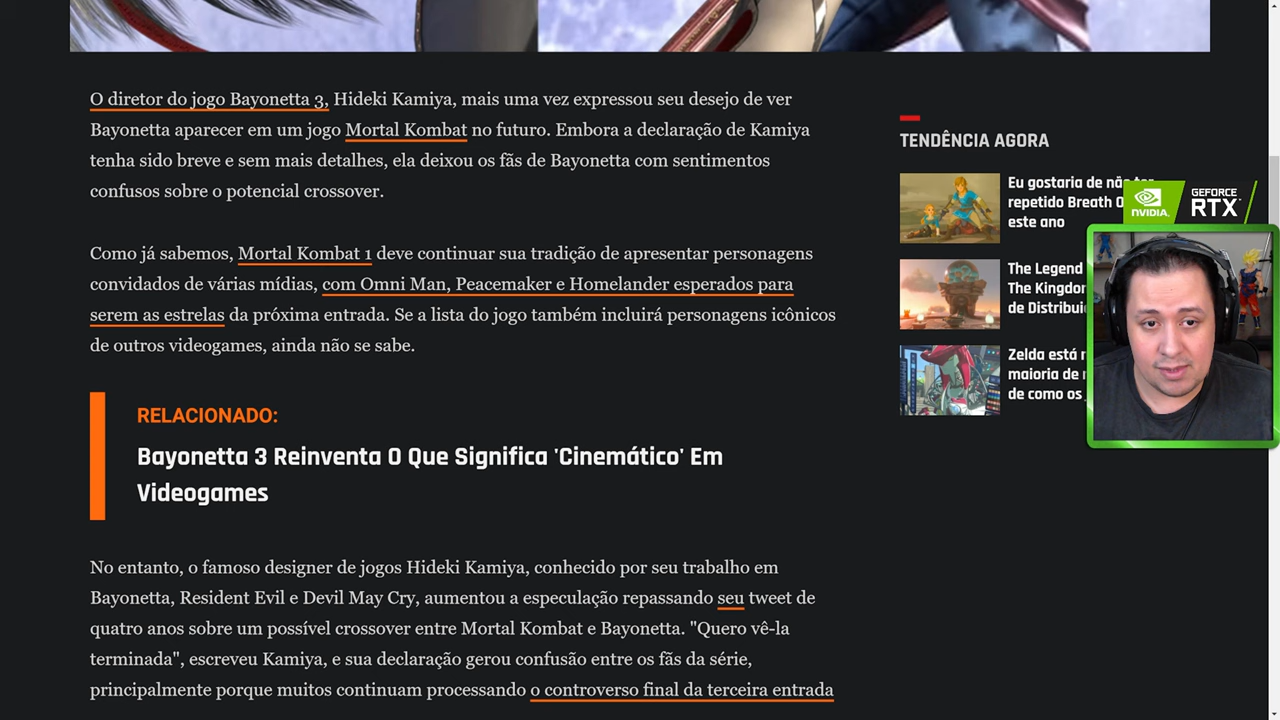 O diretor do jogo Bayonetta 3, Hideki Kamiya, mais uma vez expressou seu desejo de ver
Bayonetta aparecer em um jogo Mortal Kombat no futuro. Embora a declaração de Kamiya
tenha sido breve e sem mais detalhes, ela deixou os fãs de Bayonetta com sentimentos
confusos sobre o potencial crossover.
Como já sabemos, Mortal Kombat 1 deve continuar sua tradição de apresentar personagens
convidados de várias mídias, com Omni Man, Peacemaker e Homelander esperados para
serem as estrelas da próxima entrada. Se a lista do jogo também incluirá personagens icônicos
de outros videogames, ainda não se sabe.
RELACIONADO:
Bayonetta 3 Reinventa O Que Significa 'Cinemático' Em
Videogames
No entanto, o famoso designer de jogos Hideki Kamiya, conhecido por seu trabalho em
Bayonetta, Resident Evil e Devil May Cry, aumentou a especulação repassando seu tweet de
quatro anos sobre um possível crossover entre Mortal Kombat e Bayonetta. "Quero vê-la
terminada", escreveu Kamiya, e sua declaração gerou confusão entre os fãs da série,
principalmente porque muitos continuam processando o controverso final da terceira entrada
TENDÊNCIA AGORA
Eu gostaria de não ter
repetido Breath
este ano
The Legend
The
de
Zelda está
maioria de
de como os
NVIDIA.
GEFORCE
RTX